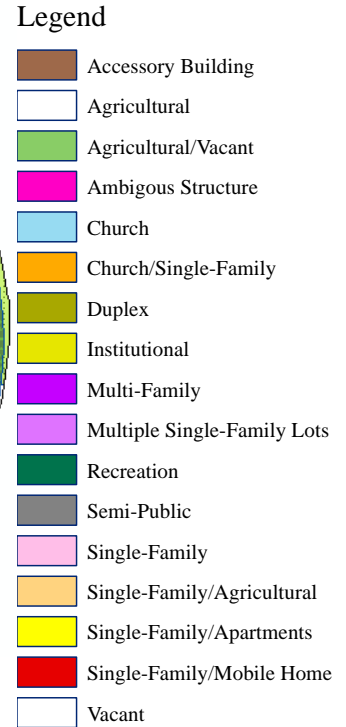 Legend
Accessory Building
Agricultural
Agricultural/Vacant
Ambigous Structure
Church
Church/Single-Family
Duplex
Institutional
Multi-Family
Multiple Single-Family Lots
Recreation
Semi-Public
Single-Family
Single-Family/Agricultural
Single-Family/Apartments
Single-Family/Mobile Home
Vacant